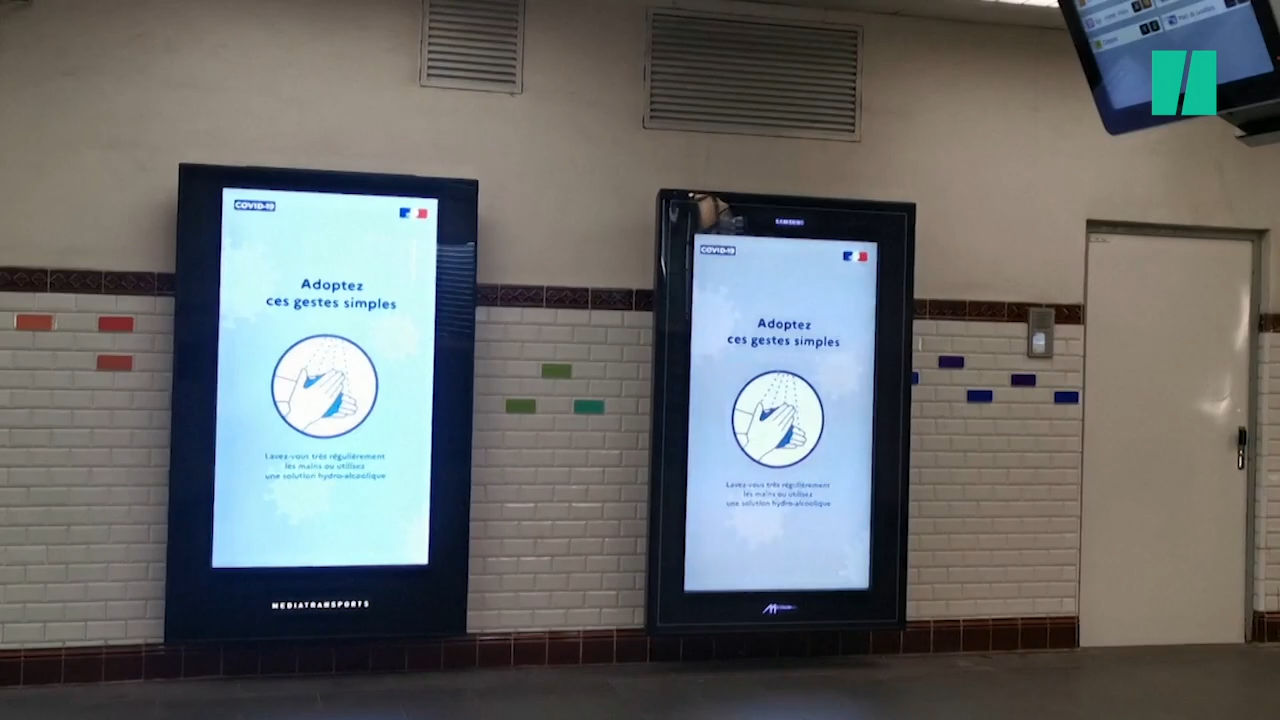 COVID-19
Adoptez
ces gestes simples
Lavez-vous très régulièrement
les mains ou utilisez
une solution hydro-alcoolique
MEDIATRANSPORTS
SAMSUNG
COVID-19
Adoptez
ces gestes simples
Lavez-vous très régulièrement
les mains ou utilisez
une solution hydro-alcoolique